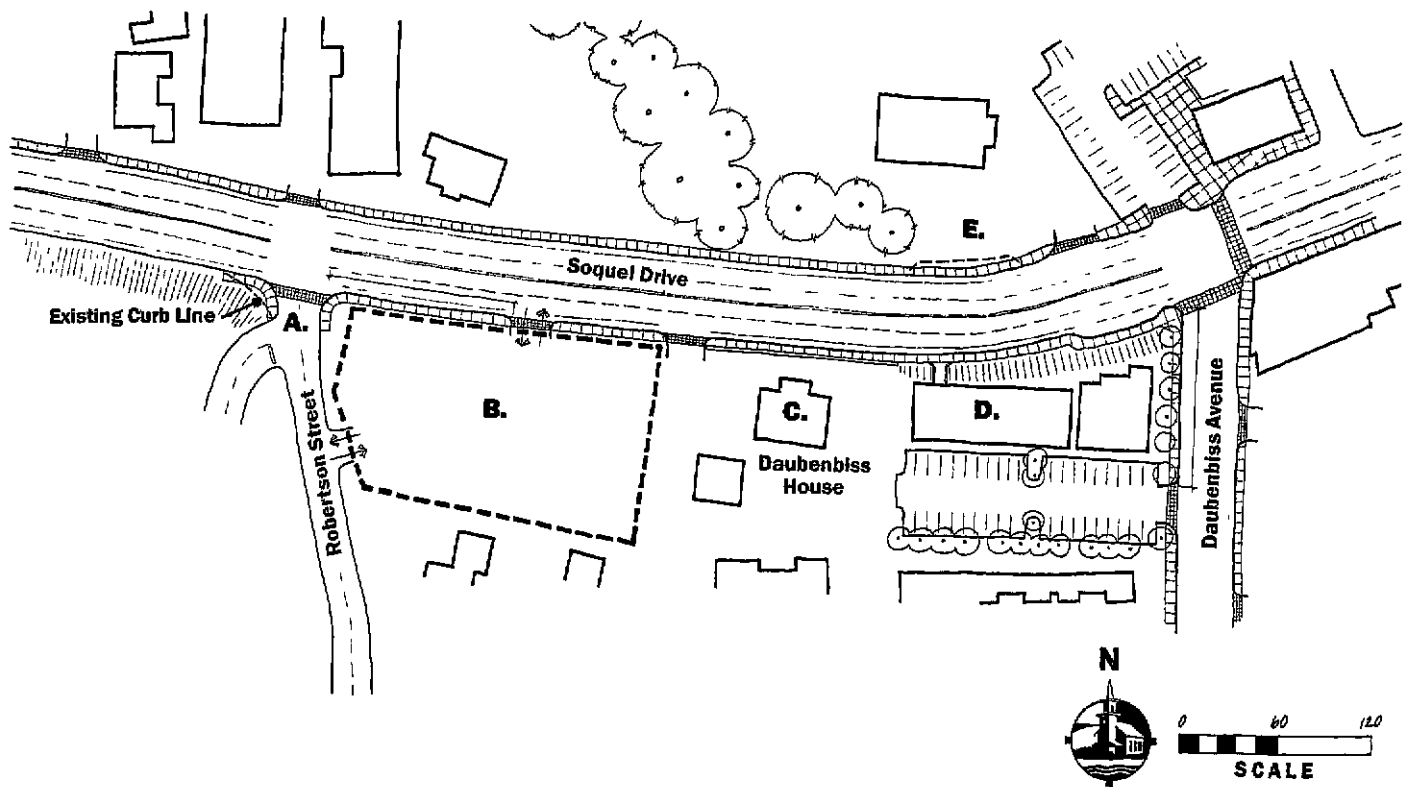 E.
Soquel Drive
Existing Curb Line
A.
B.
C.
D.
Daubenbiss
House
Robertson Street
Daubenbiss Avenue
N
0 60 120
SCALE